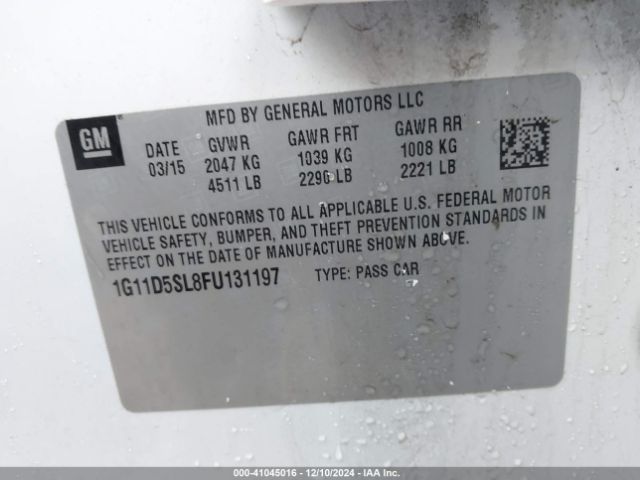 MFD BY GENERAL MOTORS LLC
GM
DATE GVWR GAWR FRT GAWR RR
03/15 2047 KG 1039 KG 1008 KG
4511 LB 2290 LB 2221 LB
THIS VEHICLE CONFORMS TO ALL APPLICABLE U.S. FEDERAL MOTOR
VEHICLE SAFETY, BUMPER, AND THEFT PREVENTION STANDARDS IN
EFFECT ON THE DATE OF MANUFACTURE SHOWN ABOVE.
1G11D5SL8FU131197 TYPE: PASS CAR
000-41045016 - 12/10/2024 - IAA, LLC